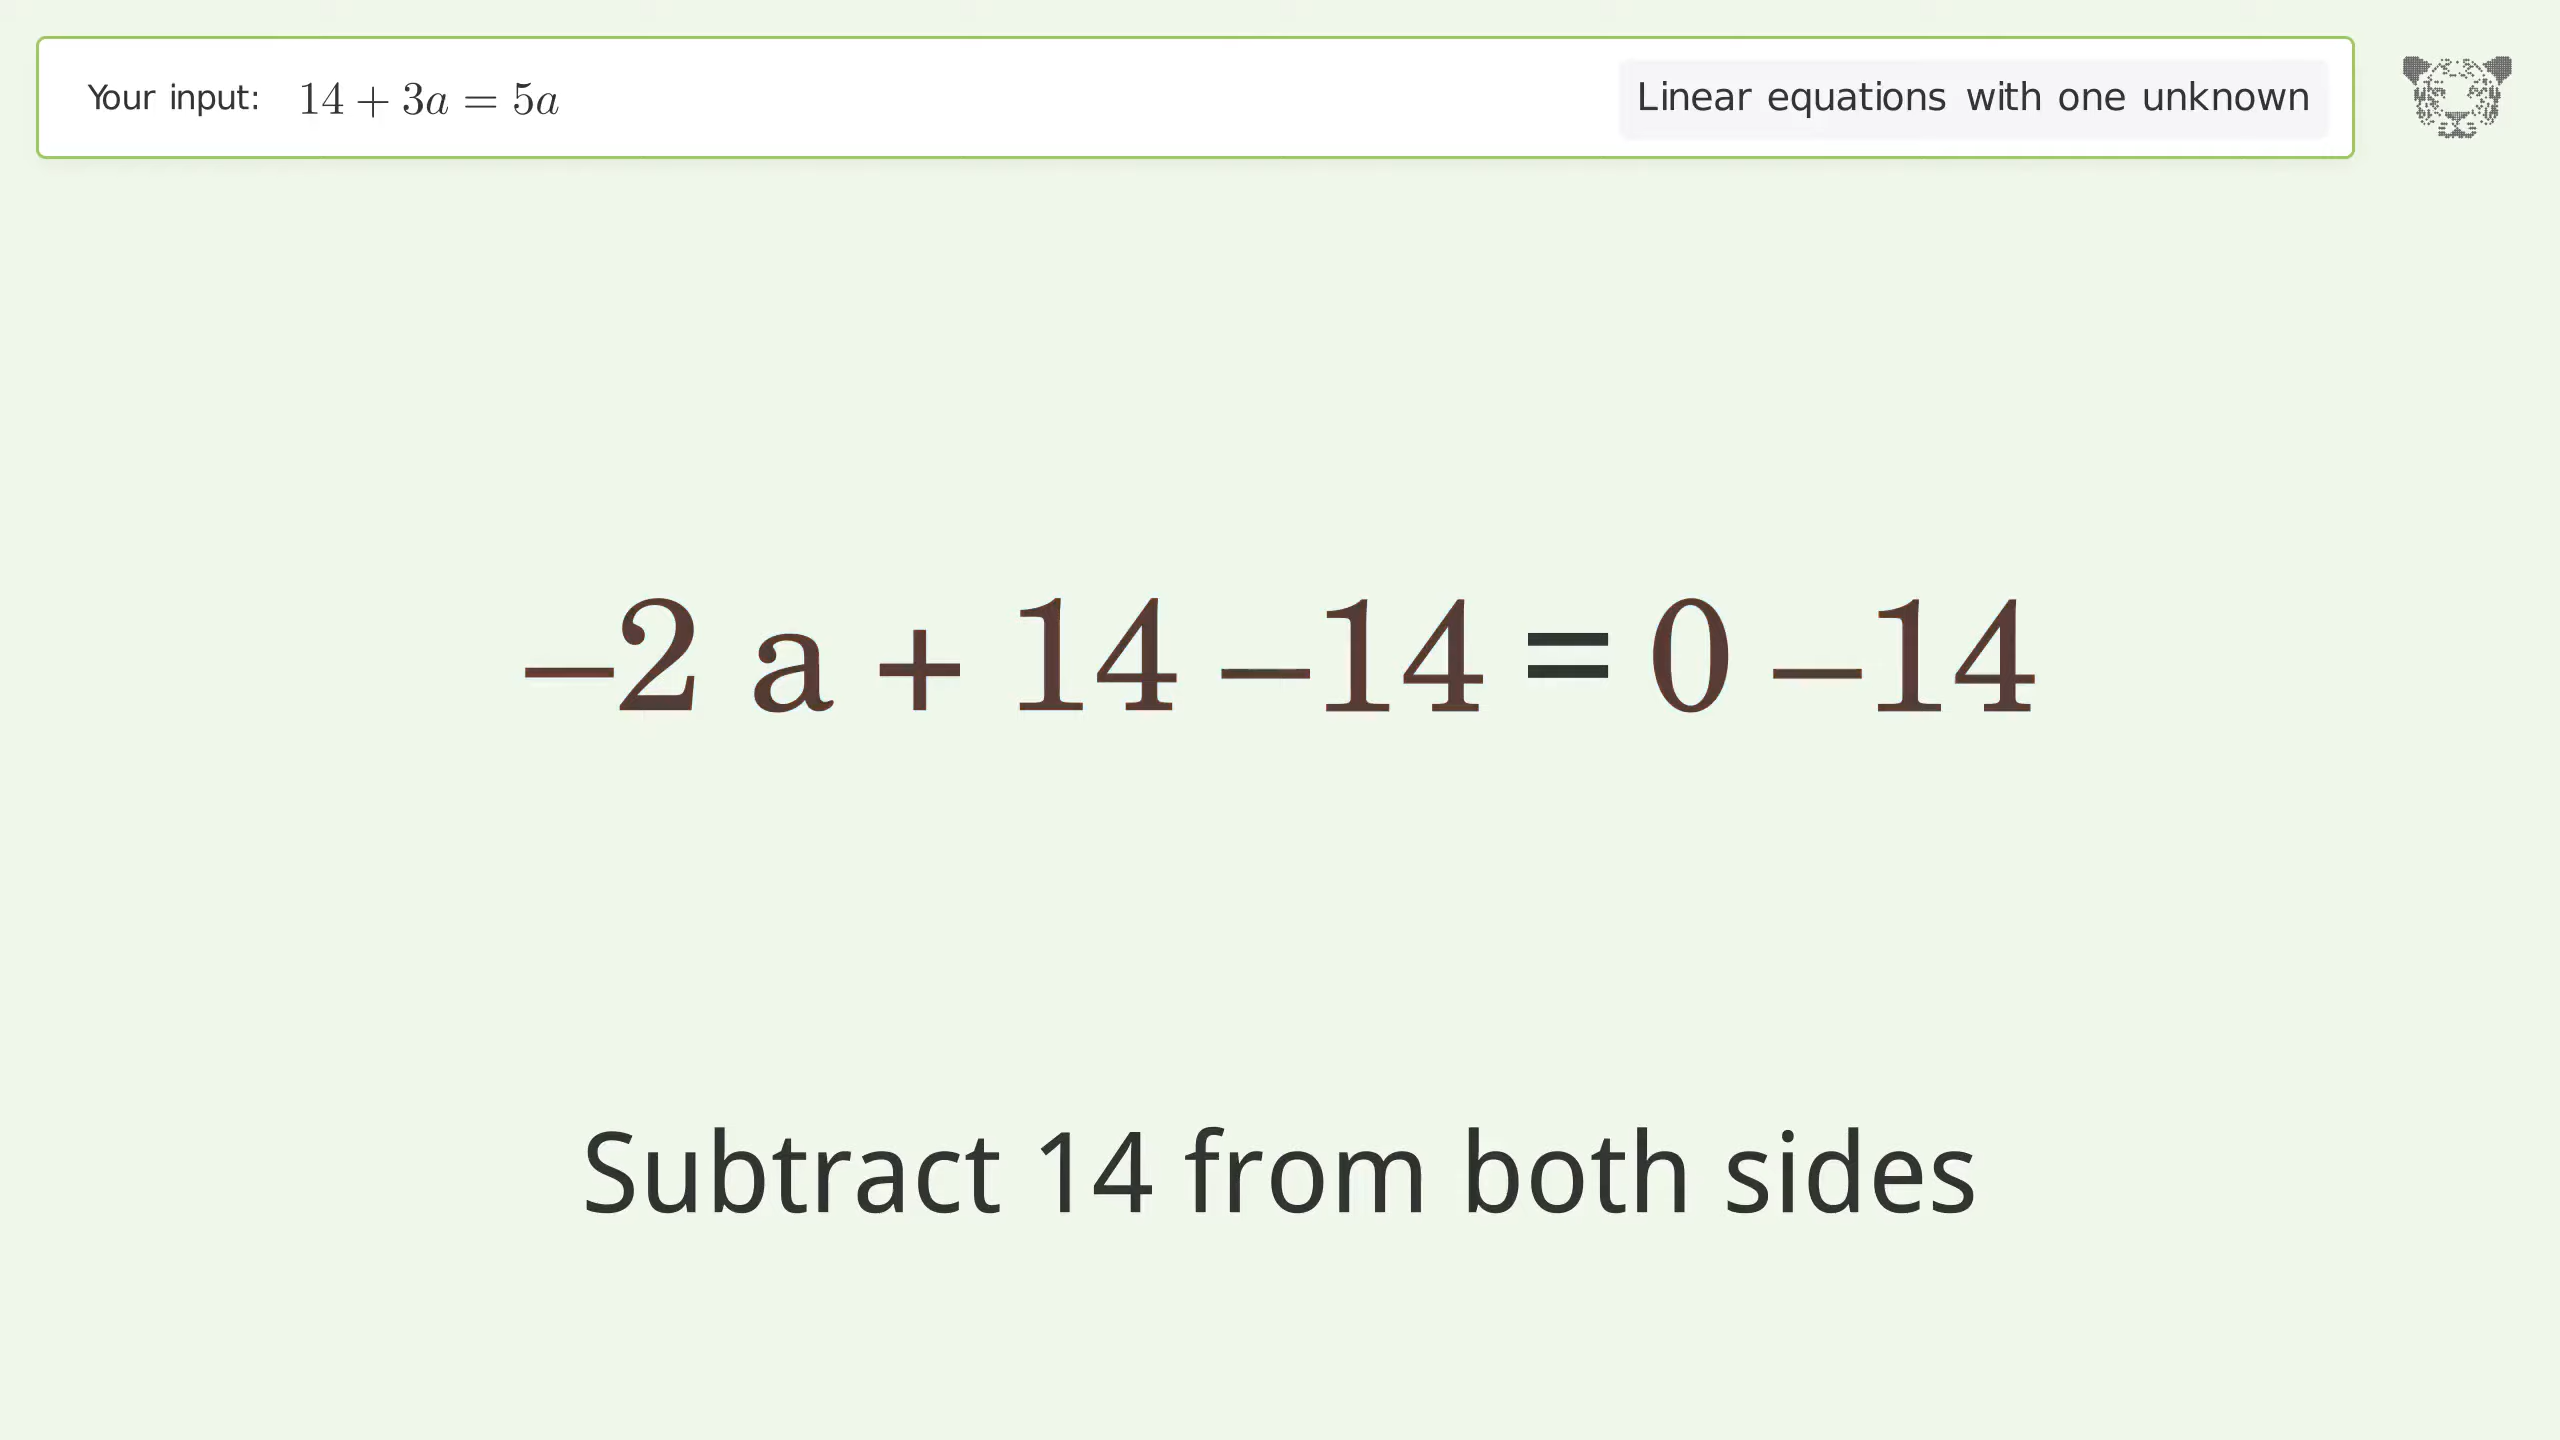 Your input: 14 + 3a = 5a
Linear equations with one unknown
–2 a + 14 –14 = 0 –14
Subtract 14 from both sides